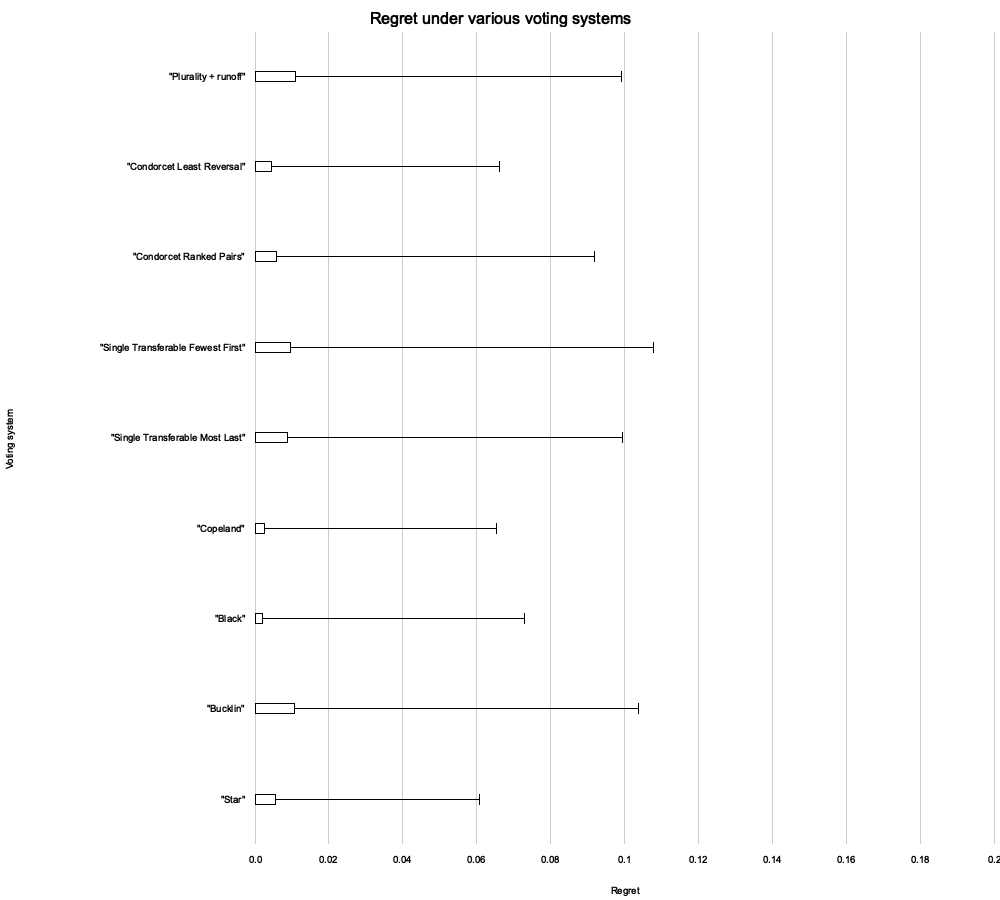 Regret under various voting systems
"Plurality + runoff"
"Condorcet Least Reversal"
"Condorcet Ranked Pairs"
"Single Transferable Fewest First"
"Single Transferable Most Last"
"Copeland"
"Black"
"Bucklin"
"Star"
Voting system
0.0 0.02 0.04 0.06 0.08 0.1 0.12 0.14 0.16 0.18 0.2
Regret